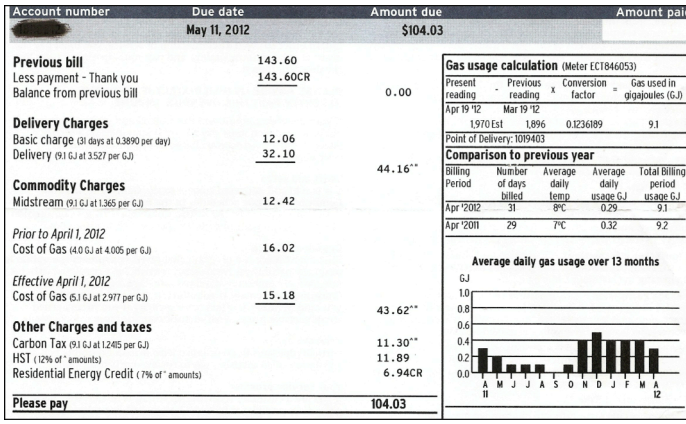 Account number Due date Amount due Amount paid
May 11, 2012 $104.03
Previous bill 143.60
Less payment - Thank you 143.60CR
Balance from previous bill 0.00
Delivery Charges
Basic charge (31 days at 0.3890 per day) 12.06
Delivery (9.1 GJ at 3.527 per GJ) 32.10
44.16^*
Commodity Charges
Midstream (9.1 GJ at 1.365 per GJ) 12.42
Prior to April 1, 2012
Cost of Gas (4.0 GJ at 4.005 per GJ) 16.02
Effective April 1, 2012
Cost of Gas (5.1 GJ at 2.977 per GJ) 15.18
43.62^*
Other Charges and taxes
Carbon Tax (9.1 GJ at 1.2415 per GJ) 11.30^*
HST (12% of ^ amounts) 11.89
Residential Energy Credit (7% of * amounts) 6.94CR
Please pay 104.03
Gas usage calculation (Meter ECT846053)
Present - Previous x Conversion = Gas used in
reading reading factor gigajoules (GJ)
Apr 19 '12 Mar 19 '12
1,970 Est 1,896 0.1236189 9.1
Point of Delivery: 1019403
Comparison to previous year
Billing Number Average Average Total Billing
Period of days daily daily period
billed temp usage GJ usage GJ
Apr '2012 31 8°C 0.29 9.1
Apr '2011 29 7°C 0.32 9.2
Average daily gas usage over 13 months
GJ
1.0
0.8
0.6
0.4
0.2
0.0
A M J J A S O N D J F M A
11 12